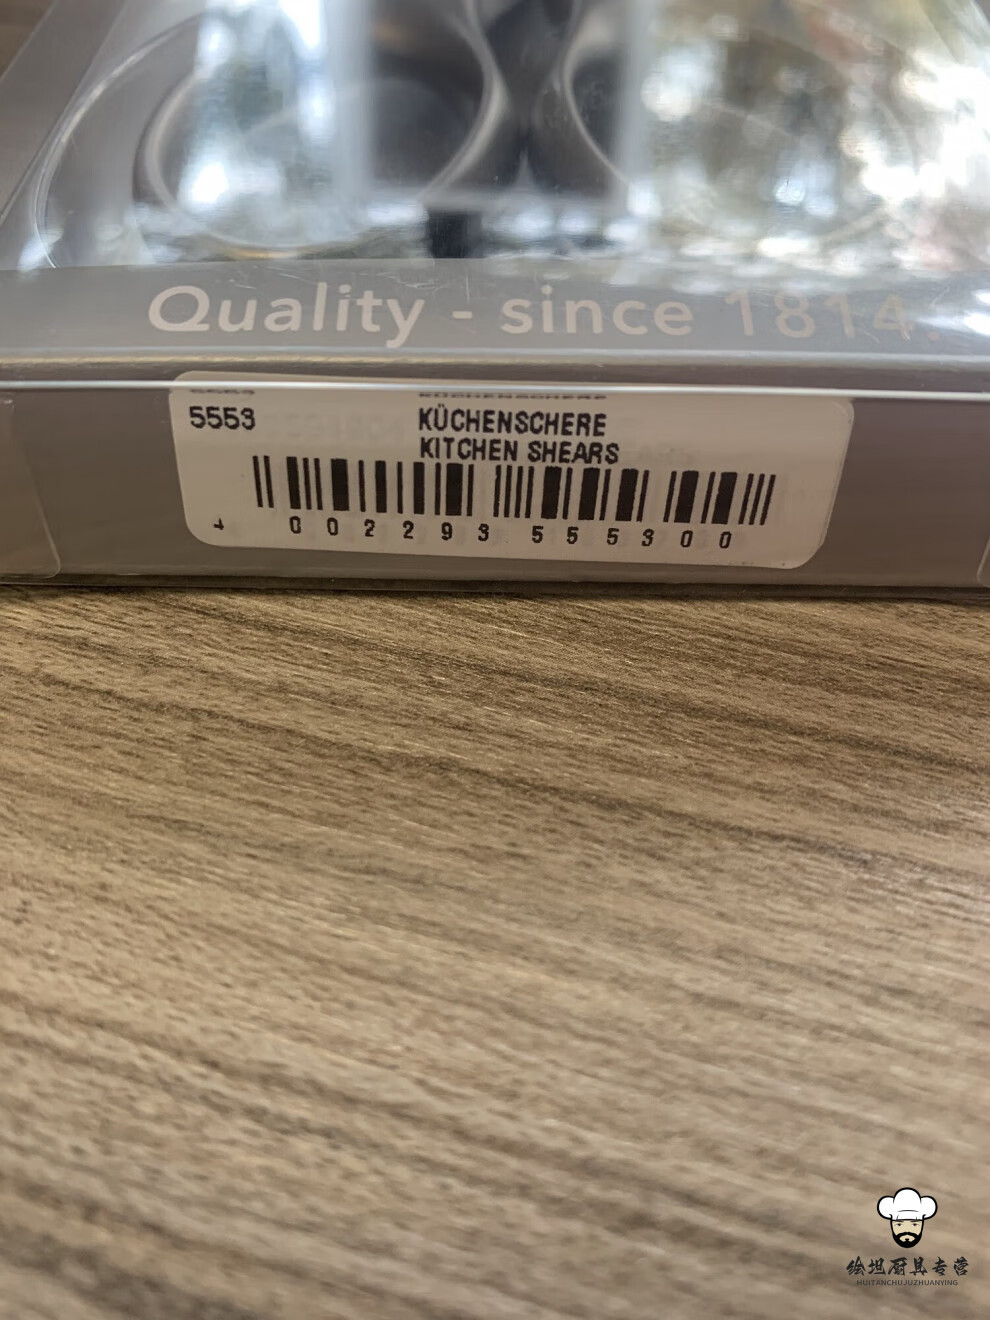 Quality - since 1814.
5553
KÜCHENSCHERE
KITCHEN SHEARS
4 002293 555300
绘坦厨具专营
HUITANCHUJUZHUANYING